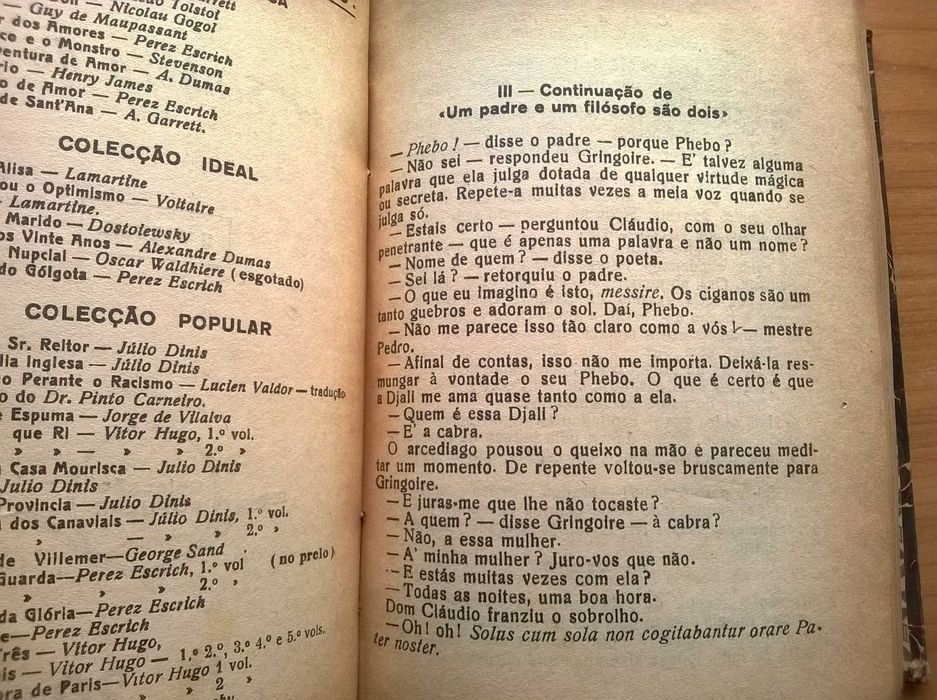 Nicolau Gogol
Guy de Maupassant
dos Amores — Perez Escrich
e o Monstro — Stevenson
de Amor — A. Dumas
Henry James
de Amor — Perez Escrich
de Sant'Ana — A. Garrett.
COLECÇÃO IDEAL
— Lamartine
ou o Optimismo — Voltaire
— Lamartine.
Marido — Dostolewsky
Vinte Anos — Alexandre Dumas
Nupcial — Oscar Waldhiere (esgotado)
do Gólgota — Perez Escrich
COLECÇÃO POPULAR
Sr. Reitor — Júlio Dinis
Inglesa — Júlio Dinis
Perante o Racismo — Lucien Valdor — tradução
do Dr. Pinto Carneiro.
Espuma — Jorge de Vilalva
que Ri — Vitor Hugo, 1.º vol.
» » — » » 2.º »
Casa Mourisca — Julio Dinis
Julio Dinis
Provincia — Julio Dinis
dos Canaviais — Júlio Dinis, 1.º vol.
» — » » 2.º »
de Villemer — George Sand (no prelo)
Guarda — Perez Escrich, 1.º vol
» » » 2.º »
da Glória — Perez Escrich
— Perez Escrich
— Vitor Hugo,
— Vitor Hugo — 1.º 2.º, 3.º 4.º e 5.º vols.
de Paris — Vitor Hugo 1 vol.
» » 2 »
III — Continuação de
«Um padre e um filósofo são dois»
— Phebo! — disse o padre — porque Phebo?
— Não sei — respondeu Gringoire. — E' talvez alguma
palavra que ela julga dotada de qualquer virtude mágica
ou secreta. Repete-a muitas vezes a meia voz quando se
julga só.
— Estais certo — perguntou Cláudio, com o seu olhar
penetrante — que é apenas uma palavra e não um nome?
— Nome de quem? — disse o poeta.
— Sei lá? — retorquiu o padre.
— O que eu imagino é isto, messire. Os ciganos são um
tanto guebros e adoram o sol. Daí, Phebo.
— Não me parece isso tão claro como a vós — mestre
Pedro.
— Afinal de contas, isso não me importa. Deixá-la res-
mungar à vontade o seu Phebo. O que é certo é que
a Djali me ama quase tanto como a ela.
— Quem é essa Djali?
— E' a cabra.
O arcediago pousou o queixo na mão e pareceu medi-
tar um momento. De repente voltou-se bruscamente para
Gringoire.
— E juras-me que lhe não tocaste?
— A quem? — disse Gringoire — à cabra?
— Não, a essa mulher.
— A' minha mulher? Juro-vos que não.
— E estás muitas vezes com ela?
— Todas as noites, uma boa hora.
Dom Cláudio franziu o sobrolho.
— Oh! oh! Solus cum sola non cogitabantur orare Pa-
ter noster.